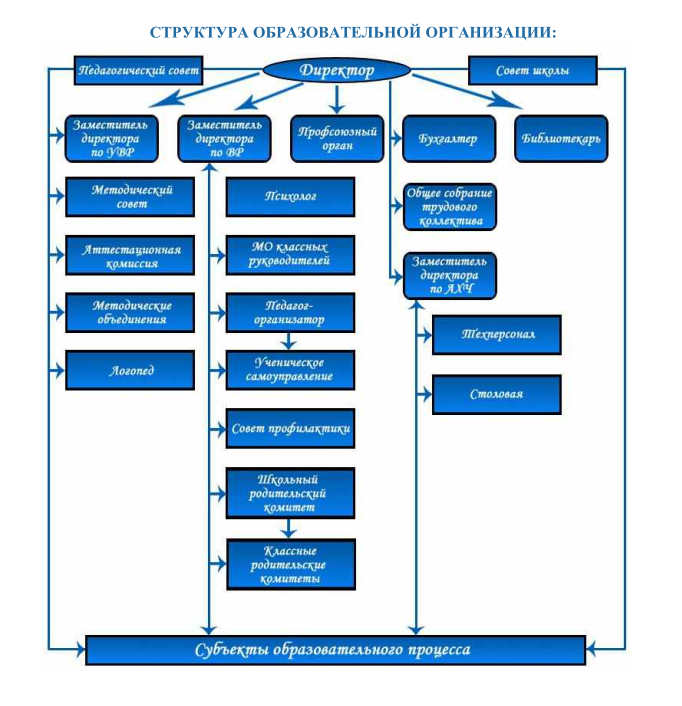 СТРУКТУРА ОБРАЗОВАТЕЛЬНОЙ ОРГАНИЗАЦИИ:
Педагогический совет
Директор
Совет школы
Заместитель
директора
по УВР
Заместитель
директора
по ВР
Профсоюзный
орган
Бухгалтер
Библиотекарь
Методический
совет
Психолог
Общее собрание
трудового
коллектива
Аттестационная
комиссия
МО классных
руководителей
Заместитель
директора
по АХЧ
Методические
объединения
Педагог-
организатор
Техперсонал
Логопед
Ученическое
самоуправление
Столовая
Совет профилактики
Школьный
родительский
комитет
Классные
родительские
комитеты
Субъекты образовательного процесса